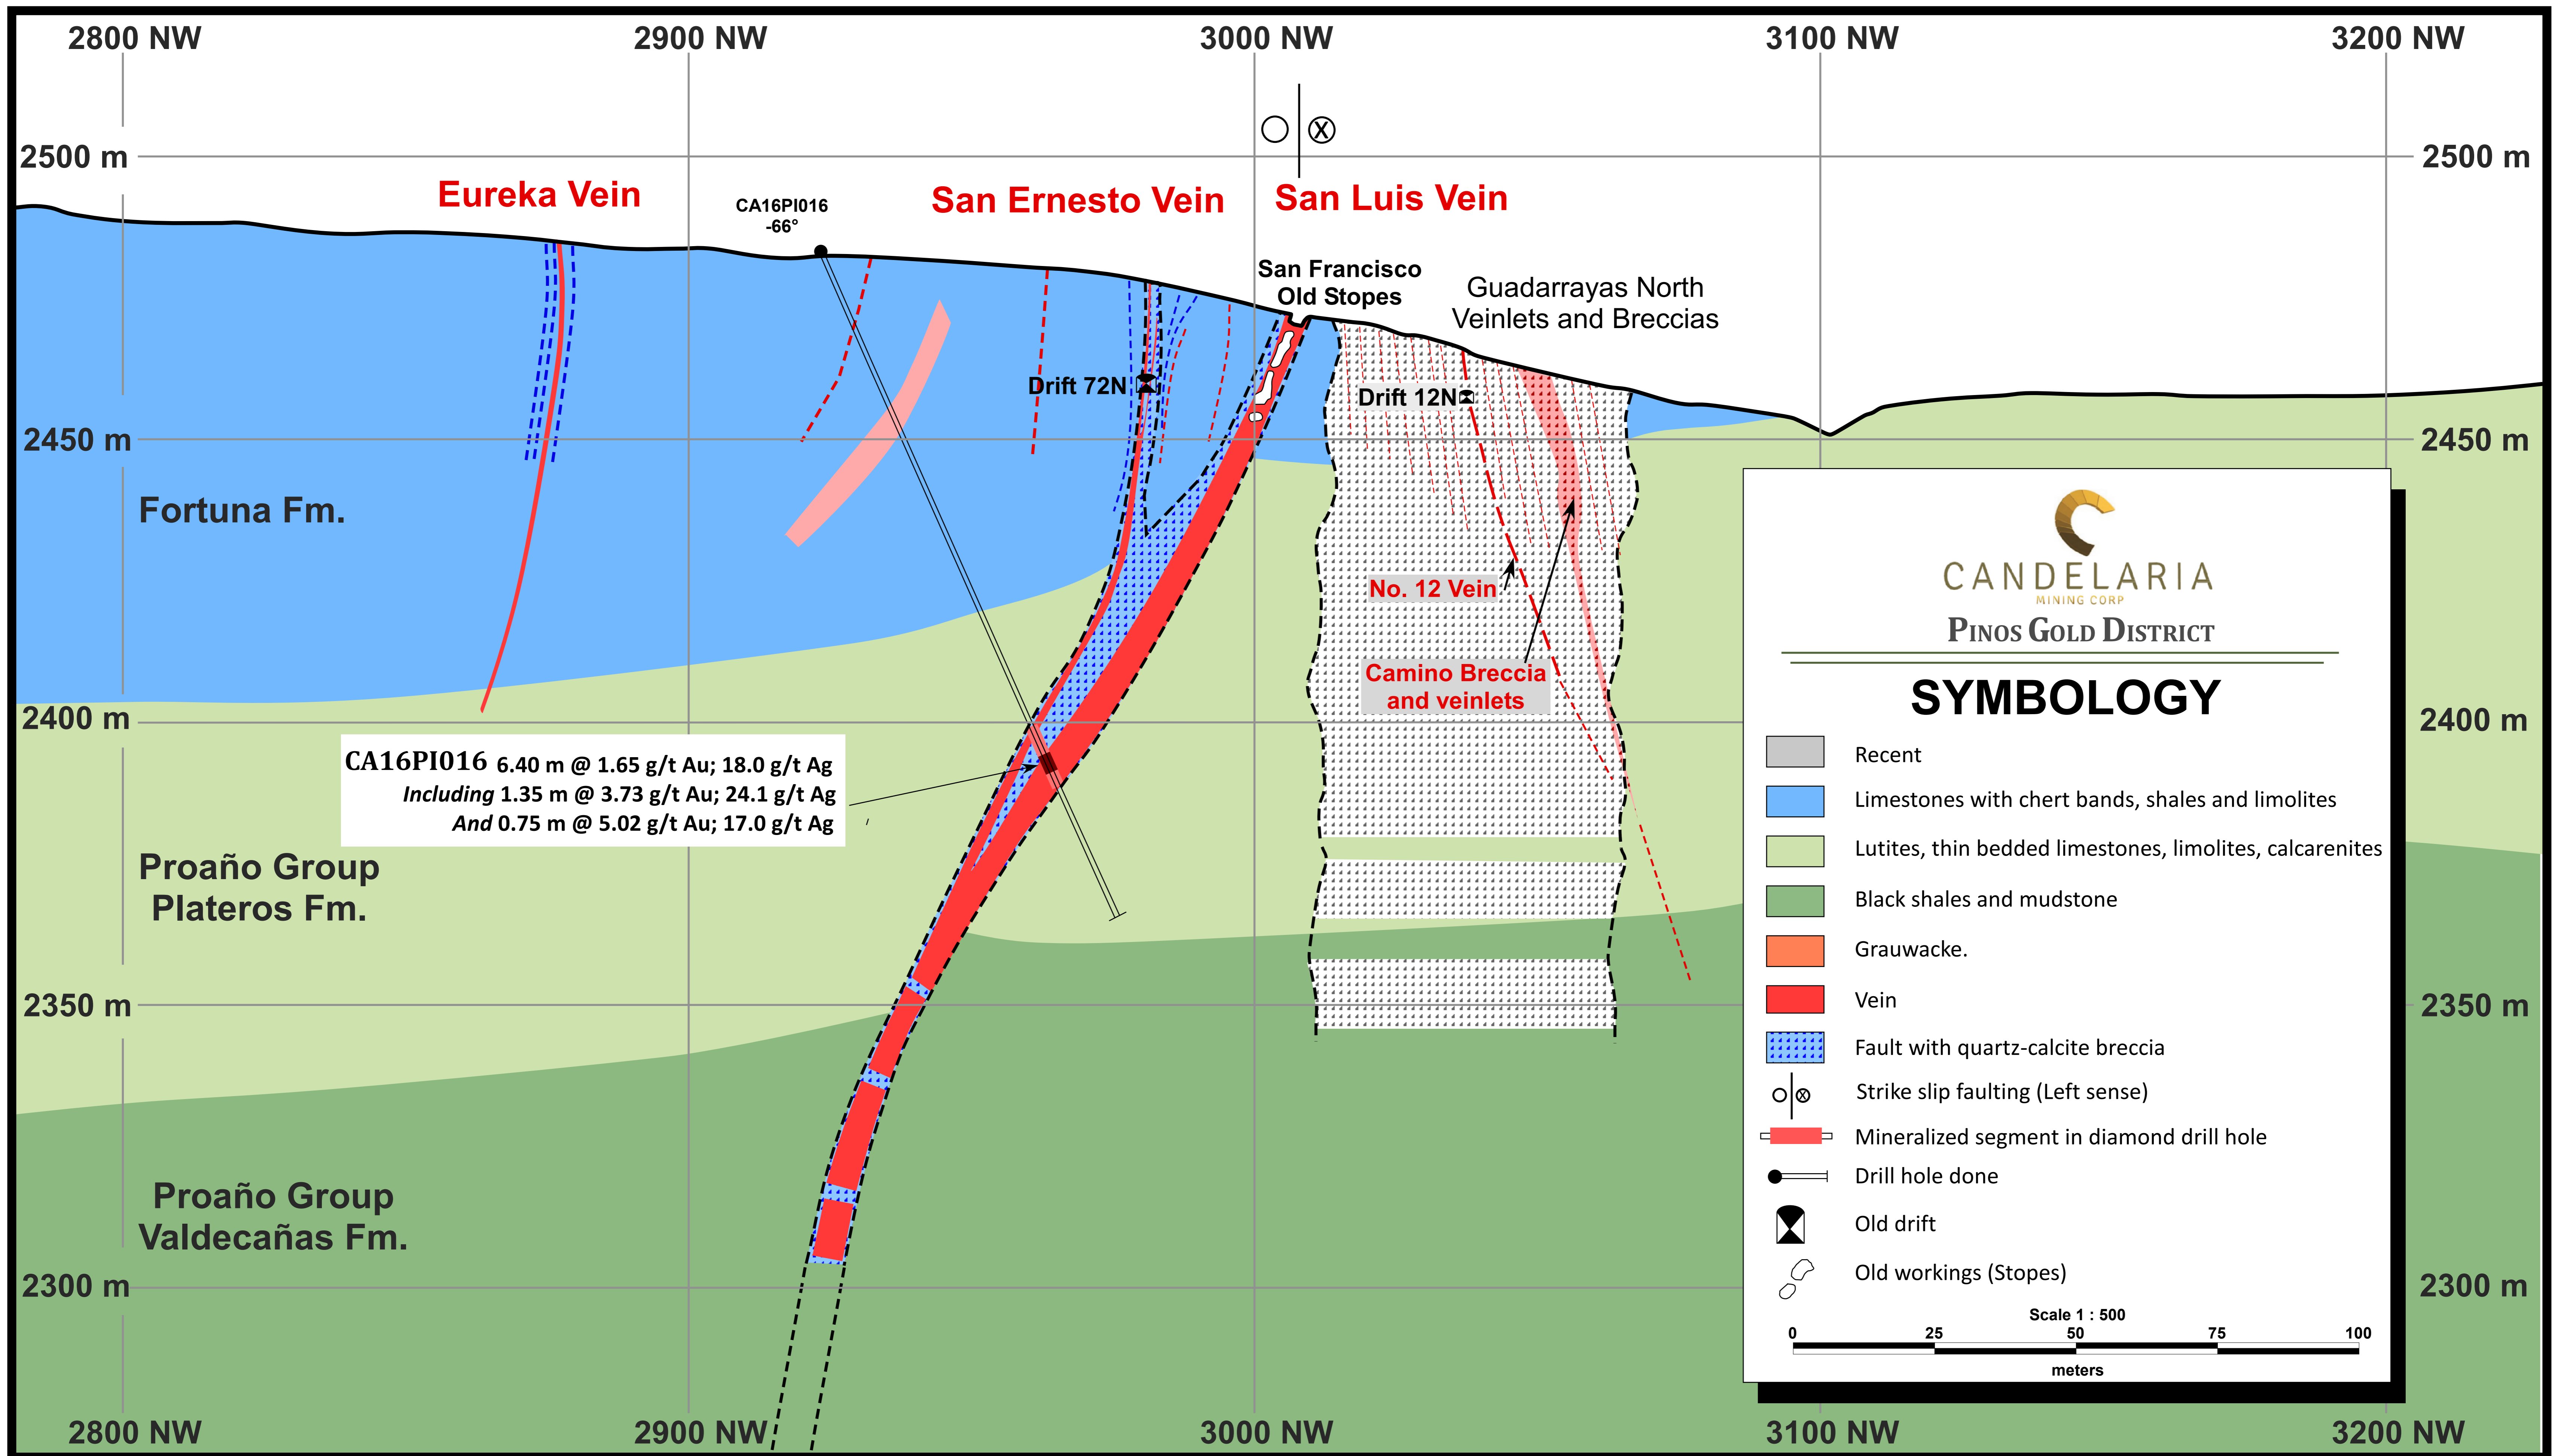 2800 NW
2900 NW
3000 NW
3100 NW
3200 NW
X
2500 m
2500 m
Eureka Vein
CA16PI016
-66°
San Ernesto Vein
San Luis Vein
San Francisco
Old Stopes
Guadarrayas North
Veinlets and Breccias
Drift 72N
Drift 12N
2450 m
2450 m
Fortuna Fm.
No. 12 Vein
Camino Breccia
and veinlets
2400 m
2400 m
CA16PI016 6.40 m @ 1.65 g/t Au; 18.0 g/t Ag
Including 1.35 m @ 3.73 g/t Au; 24.1 g/t Ag
And 0.75 m @ 5.02 g/t Au; 17.0 g/t Ag
Proaño Group
Plateros Fm.
2350 m
2350 m
Proaño Group
Valdecañas Fm.
2300 m
2300 m
CANDELARIA
MINING CORP
PINOS GOLD DISTRICT
SYMBOLOGY
Recent
Limestones with chert bands, shales and limolites
Lutites, thin bedded limestones, limolites, calcarenites
Black shales and mudstone
Grauwacke.
Vein
Fault with quartz-calcite breccia
X
Strike slip faulting (Left sense)
Mineralized segment in diamond drill hole
Drill hole done
Old drift
Old workings (Stopes)
Scale 1 : 500
0 25 50 75 100
meters
2800 NW
2900 NW
3000 NW
3100 NW
3200 NW